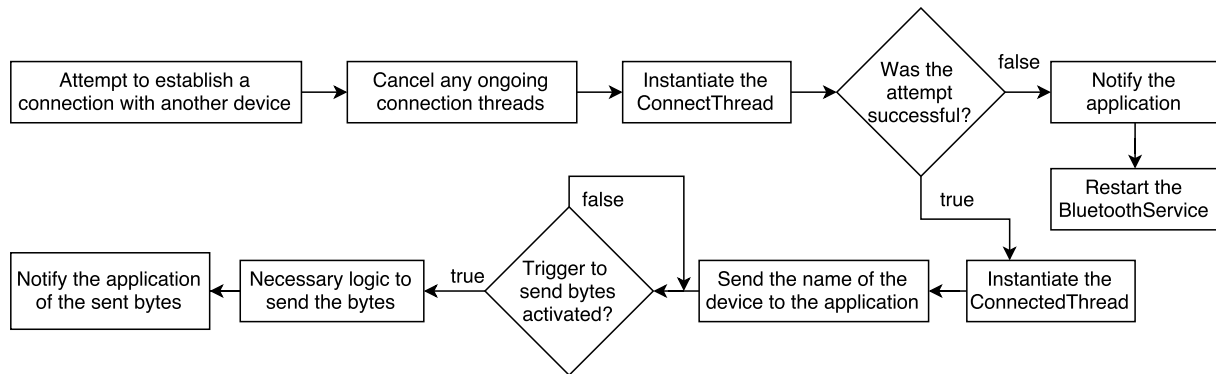 Attempt to establish a
connection with another device
Cancel any ongoing
connection threads
Instantiate the
ConnectThread
Was the
attempt
successful?
false
Notify the
application
Restart the
BluetoothService
true
Instantiate the
ConnectedThread
Send the name of the
device to the application
false
Trigger to
send bytes
activated?
true
Necessary logic to
send the bytes
Notify the application
of the sent bytes